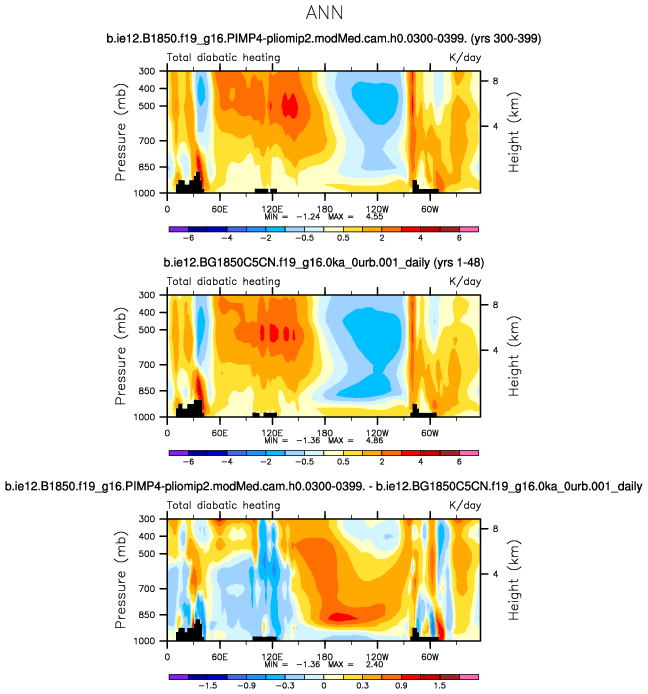 ANN
b.ie12.B1850.f19_g16.PIMP4-pliomip2.modMed.cam.h0.0300-0399. (yrs 300-399)
Total diabatic heating K/day
300 500 700 850 1000
Pressure (mb)
8 4
Height (km)
0 60E 120E 180 120W 60W
MIN = -1.24 MAX = 4.55
-6 -4 -2 -0.5 0.5 2 4 6
b.ie12.BG1850C5CN.f19_g16.0ka_0urb.001_daily (yrs 1-48)
Total diabatic heating K/day
300 500 700 850 1000
Pressure (mb)
8 4
Height (km)
0 60E 120E 180 120W 60W
MIN = -1.36 MAX = 4.86
-6 -4 -2 -0.5 0.5 2 4 6
b.ie12.B1850.f19_g16.PIMP4-pliomip2.modMed.cam.h0.0300-0399. - b.ie12.BG1850C5CN.f19_g16.0ka_0urb.001_daily
Total diabatic heating K/day
300 500 700 850 1000
Pressure (mb)
8 4
Height (km)
0 60E 120E 180 120W 60W
MIN = -1.36 MAX = 2.40
-1.5 -0.9 -0.3 0 0.3 0.9 1.5